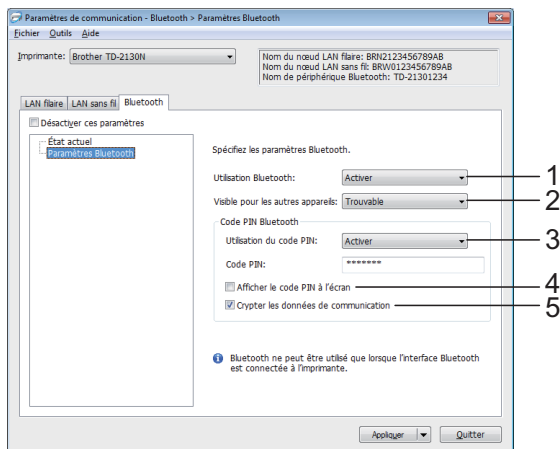 Paramètres de communication - Bluetooth > Paramètres Bluetooth
Fichier Outils Aide
Imprimante: Brother TD-2130N
Nom du nœud LAN filaire: BRN2123456789AB
Nom du nœud LAN sans fil: BRW0123456789AB
Nom de périphérique Bluetooth: TD-21301234
LAN filaire LAN sans fil Bluetooth
Désactiver ces paramètres
État actuel
Paramètres Bluetooth
Spécifiez les paramètres Bluetooth.
Utilisation Bluetooth: Activer 1
Visible pour les autres appareils: Trouvable 2
Code PIN Bluetooth
Utilisation du code PIN: Activer 3
Code PIN: *******
Afficher le code PIN à l'écran 4
Crypter les données de communication 5
Bluetooth ne peut être utilisé que lorsque l'interface Bluetooth
est connectée à l'imprimante.
Appliquer Quitter